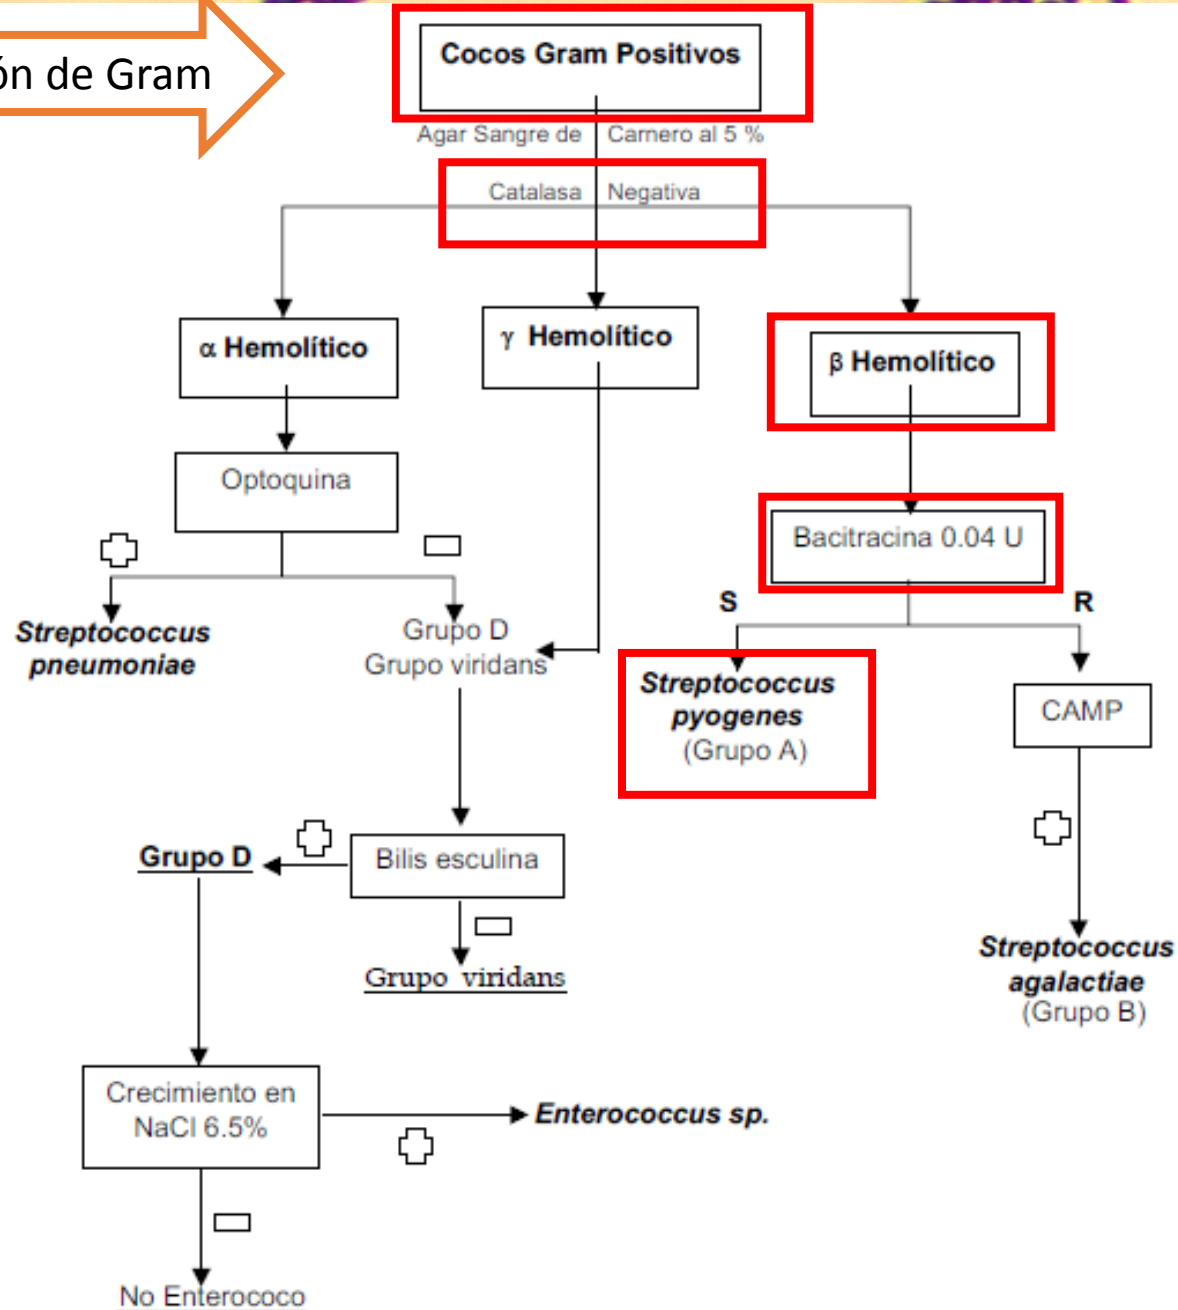 ón de Gram
Cocos Gram Positivos
Agar Sangre de Carnero al 5 %
Catalasa Negativa
α Hemolítico
γ Hemolítico
β Hemolítico
Optoquina
Bacitracina 0.04 U
S
R
Streptococcus
pneumoniae
Grupo D
Grupo viridans
Streptococcus
pyogenes
(Grupo A)
CAMP
Grupo D
Bilis esculina
Grupo viridans
Streptococcus
agalactiae
(Grupo B)
Crecimiento en
NaCl 6.5%
Enterococcus sp.
No Enterococo